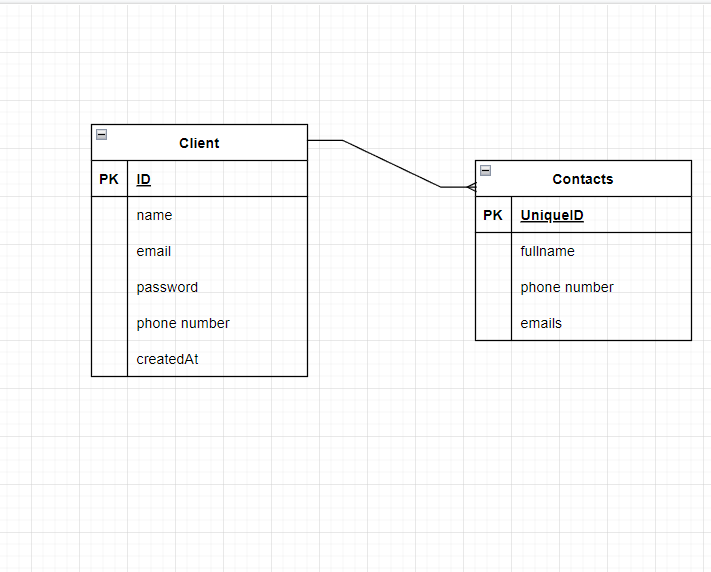 Client
PK ID
name
email
password
phone number
createdAt
Contacts
PK UniqueID
fullname
phone number
emails